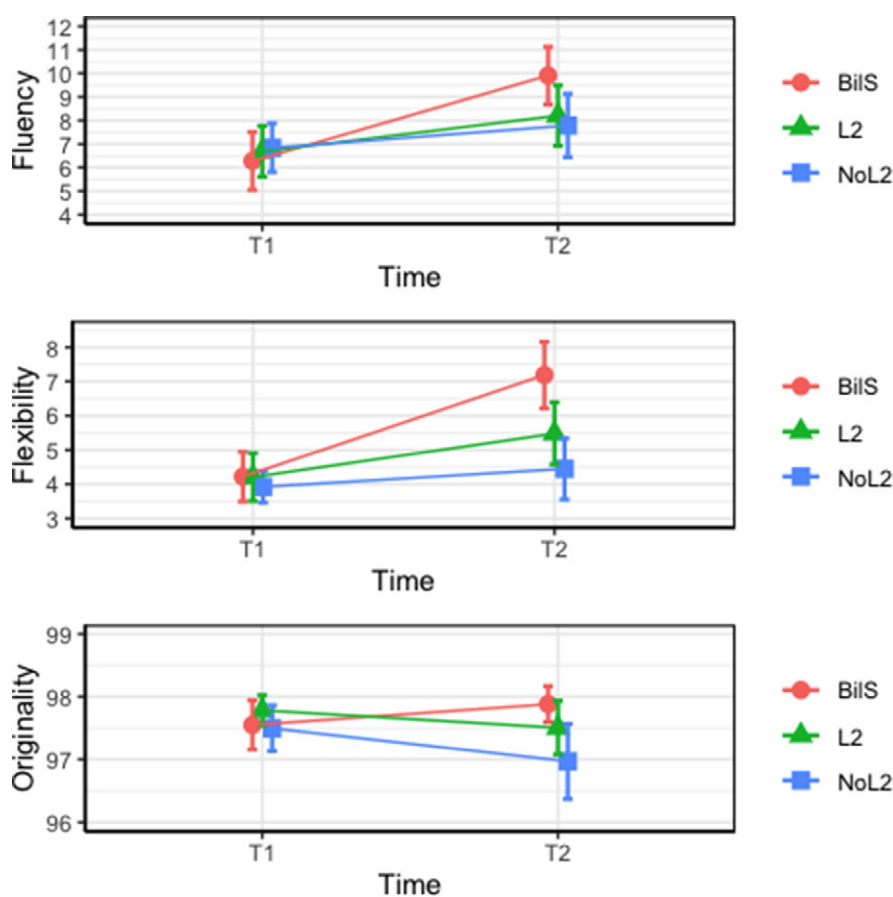 Fluency
12
11
10
9
8
7
6
5
4
T1 T2
Time
BilS
L2
NoL2
Flexibility
8
7
6
5
4
3
T1 T2
Time
BilS
L2
NoL2
Originality
99
98
97
96
T1 T2
Time
BilS
L2
NoL2